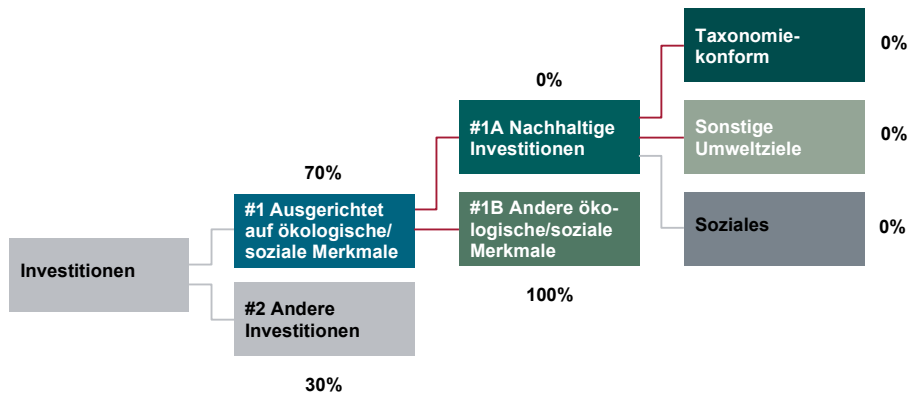 Taxonomie-
konform
0%
0%
#1A Nachhaltige
Investitionen
Sonstige
Umweltziele
0%
70%
#1 Ausgerichtet
auf ökologische/
soziale Merkmale
#1B Andere öko-
logische/soziale
Merkmale
Soziales
0%
Investitionen
#2 Andere
Investitionen
100%
30%